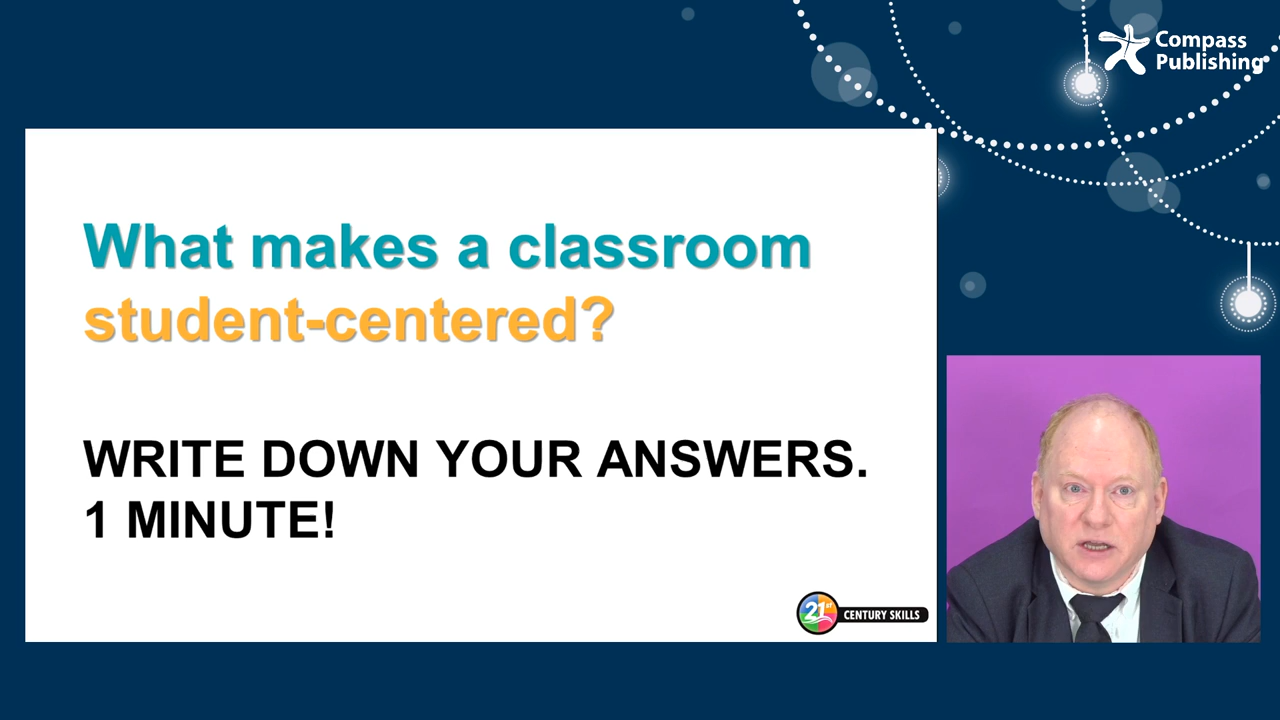 Compass
Publishing
What makes a classroom
student-centered?
WRITE DOWN YOUR ANSWERS.
1 MINUTE!
21st CENTURY SKILLS